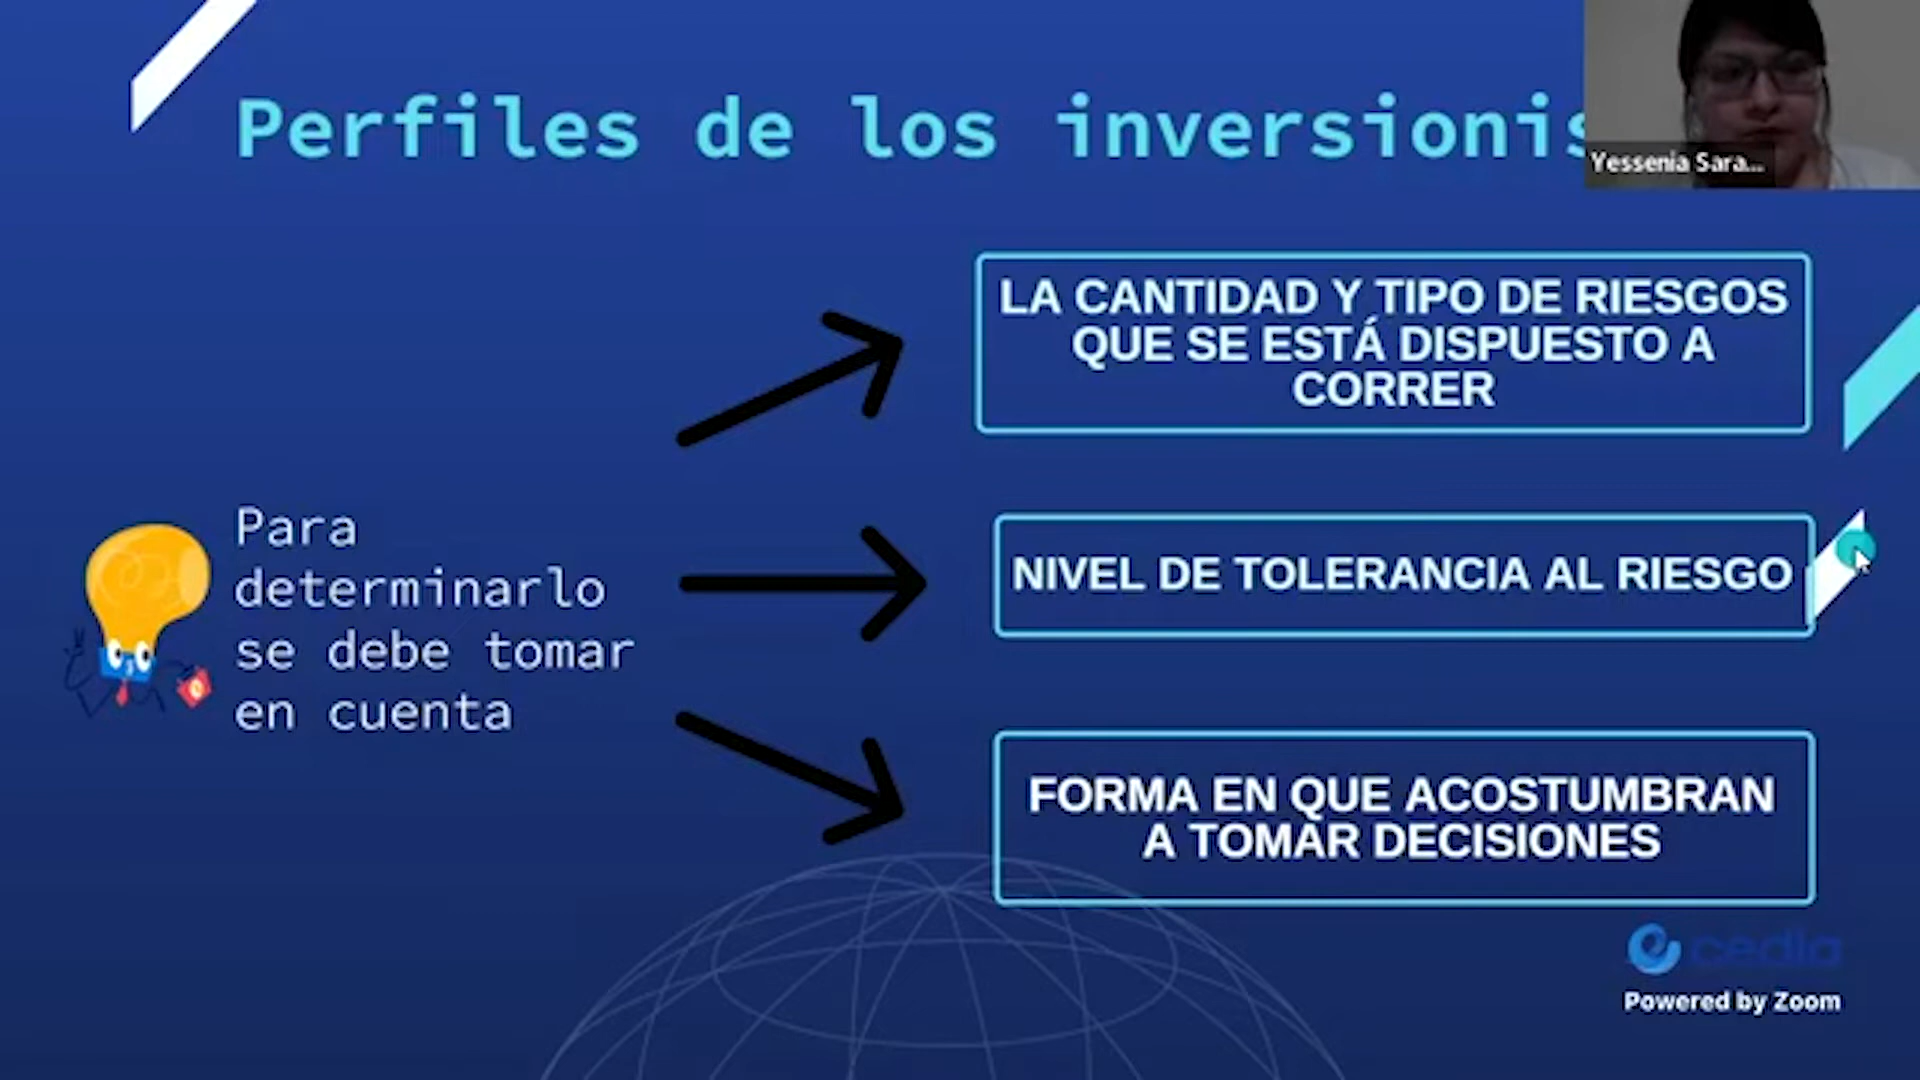 Perfiles de los inversionis
Yessenia Sara...
LA CANTIDAD Y TIPO DE RIESGOS
QUE SE ESTÁ DISPUESTO A
CORRER
Para
determinarlo
se debe tomar
en cuenta
NIVEL DE TOLERANCIA AL RIESGO
FORMA EN QUE ACOSTUMBRAN
A TOMAR DECISIONES
cedia
Powered by Zoom